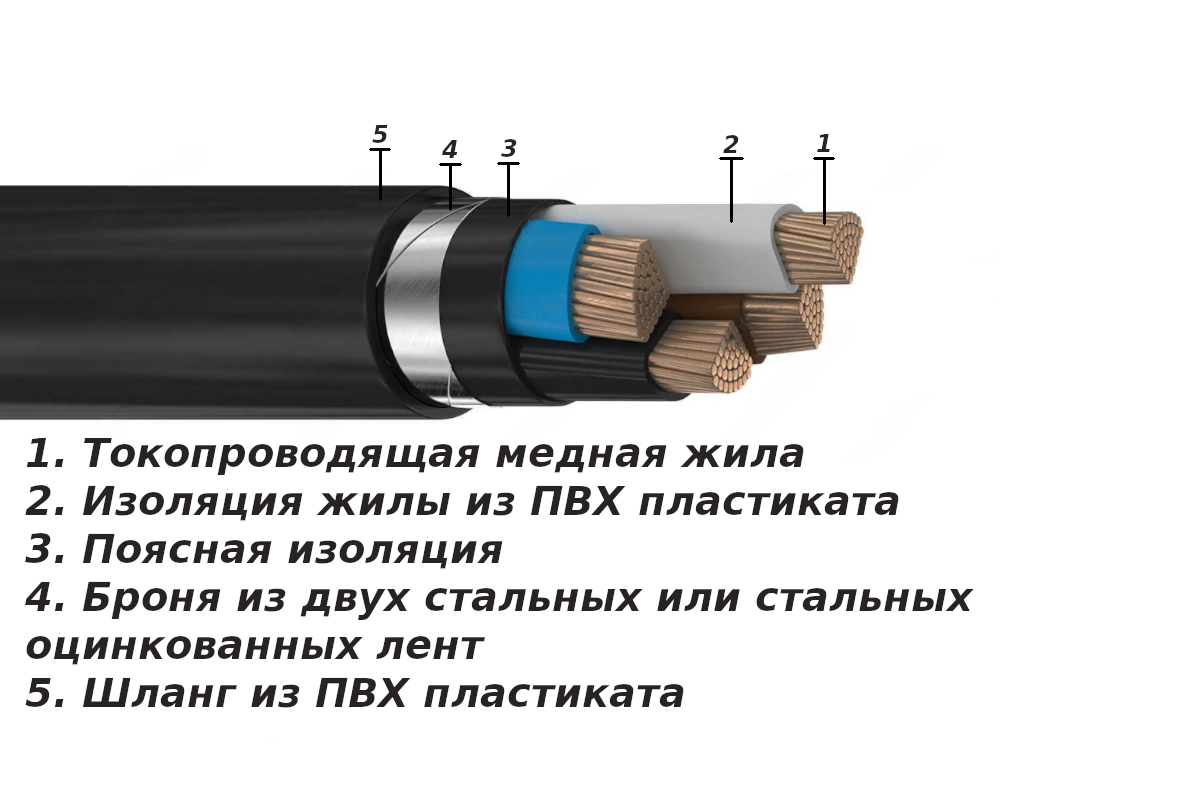 5
4
3
2
1
1. Токопроводящая медная жила
2. Изоляция жилы из ПВХ пластиката
3. Поясная изоляция
4. Броня из двух стальных или стальных
оцинкованных лент
5. Шланг из ПВХ пластиката